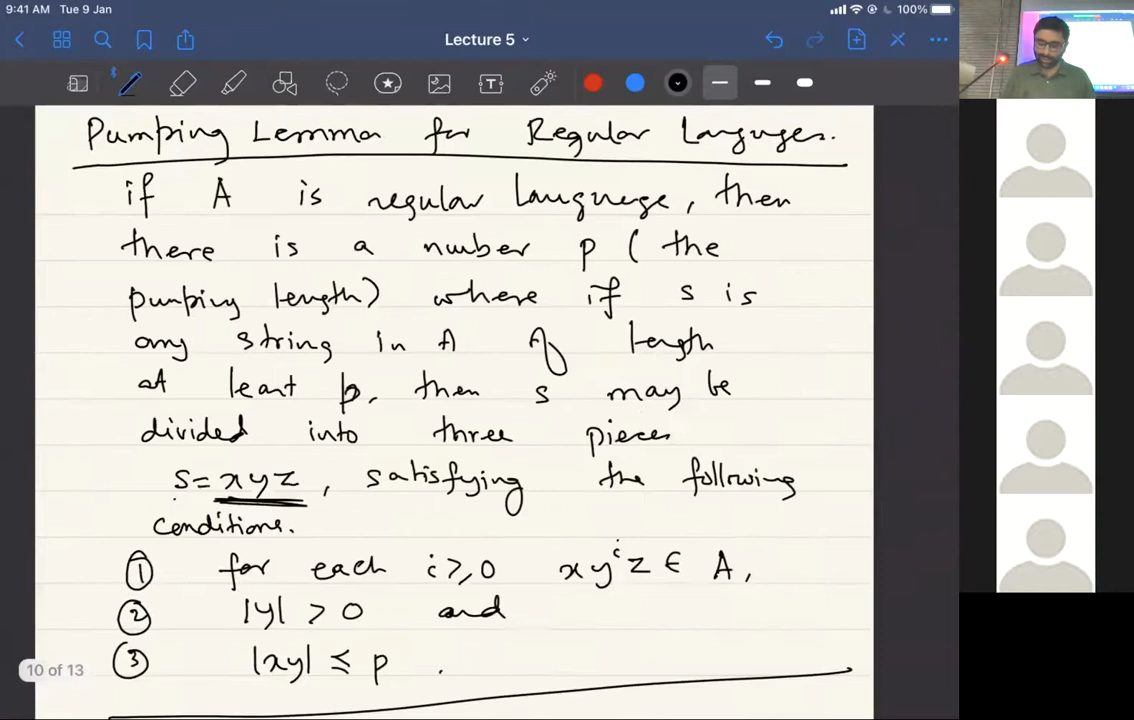 9:41 AM Tue 9 Jan
100%
Lecture 5
Pumping Lemma for Regular Languges.
if A is regular language, then
there is a number p ( the
pumping length) where if s is
any string in A of length
at least p, then s may be
divided into three pieces
s = xyz, satisfying the following
conditions.
① for each i ≥ 0 xyⁱz ∈ A,
② |y| > 0 and
③ |xy| ≤ p.
10 of 13